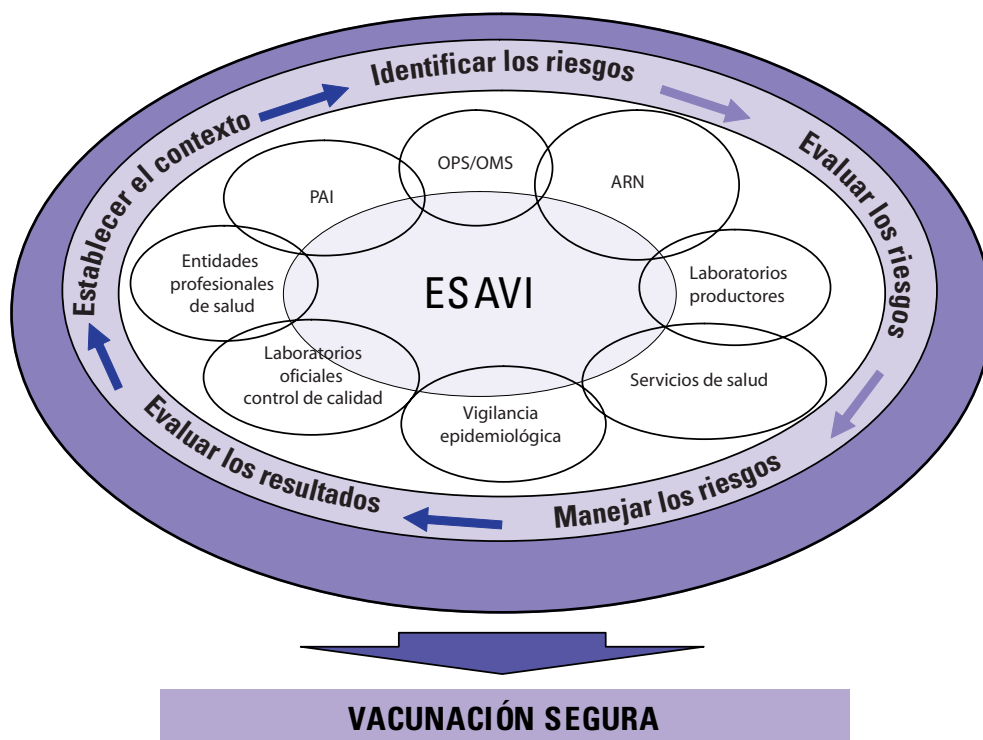 Identificar los riesgos
Establecer el contexto
Evaluar los riesgos
OPS/OMS
PAI
ARN
Entidades
profesionales
de salud
ESAVI
Laboratorios
productores
Laboratorios
oficiales
control de calidad
Servicios de salud
Vigilancia
epidemiológica
Evaluar los resultados
Manejar los riesgos
VACUNACIÓN SEGURA